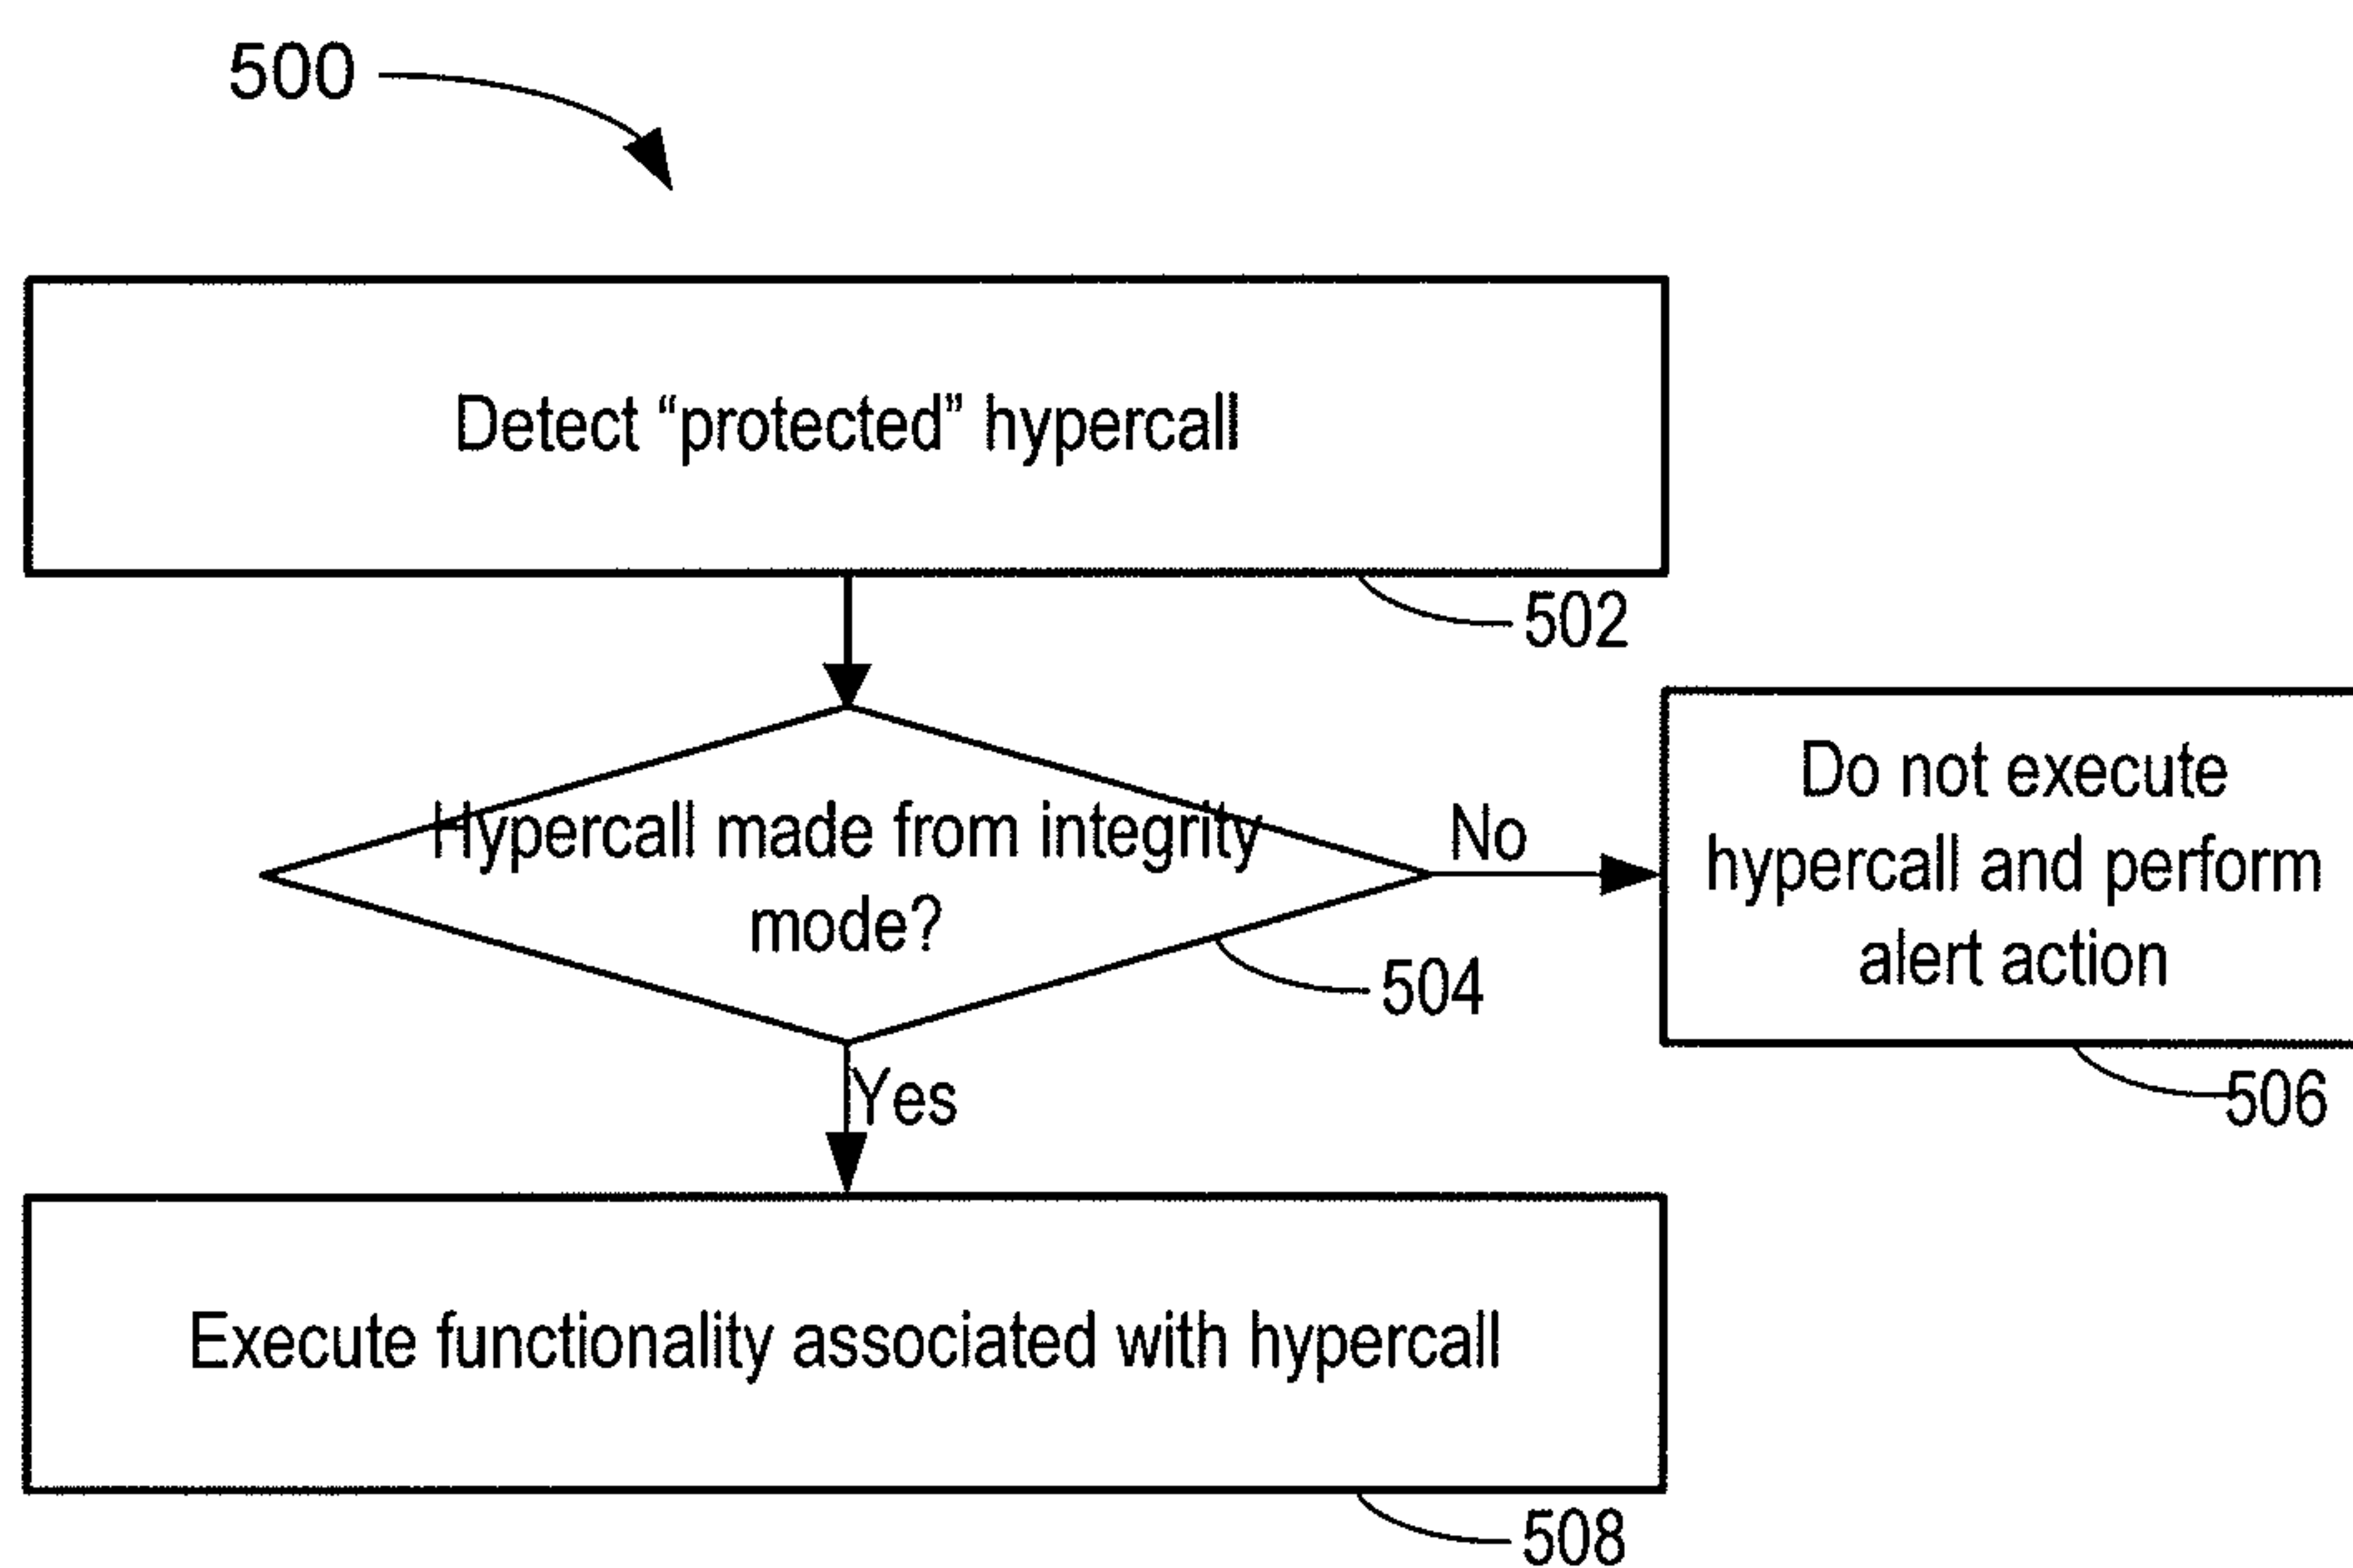 500
Detect “protected” hypercall
502
Hypercall made from integrity
mode?
No
504
Do not execute
hypercall and perform
alert action
506
Yes
Execute functionality associated with hypercall
508